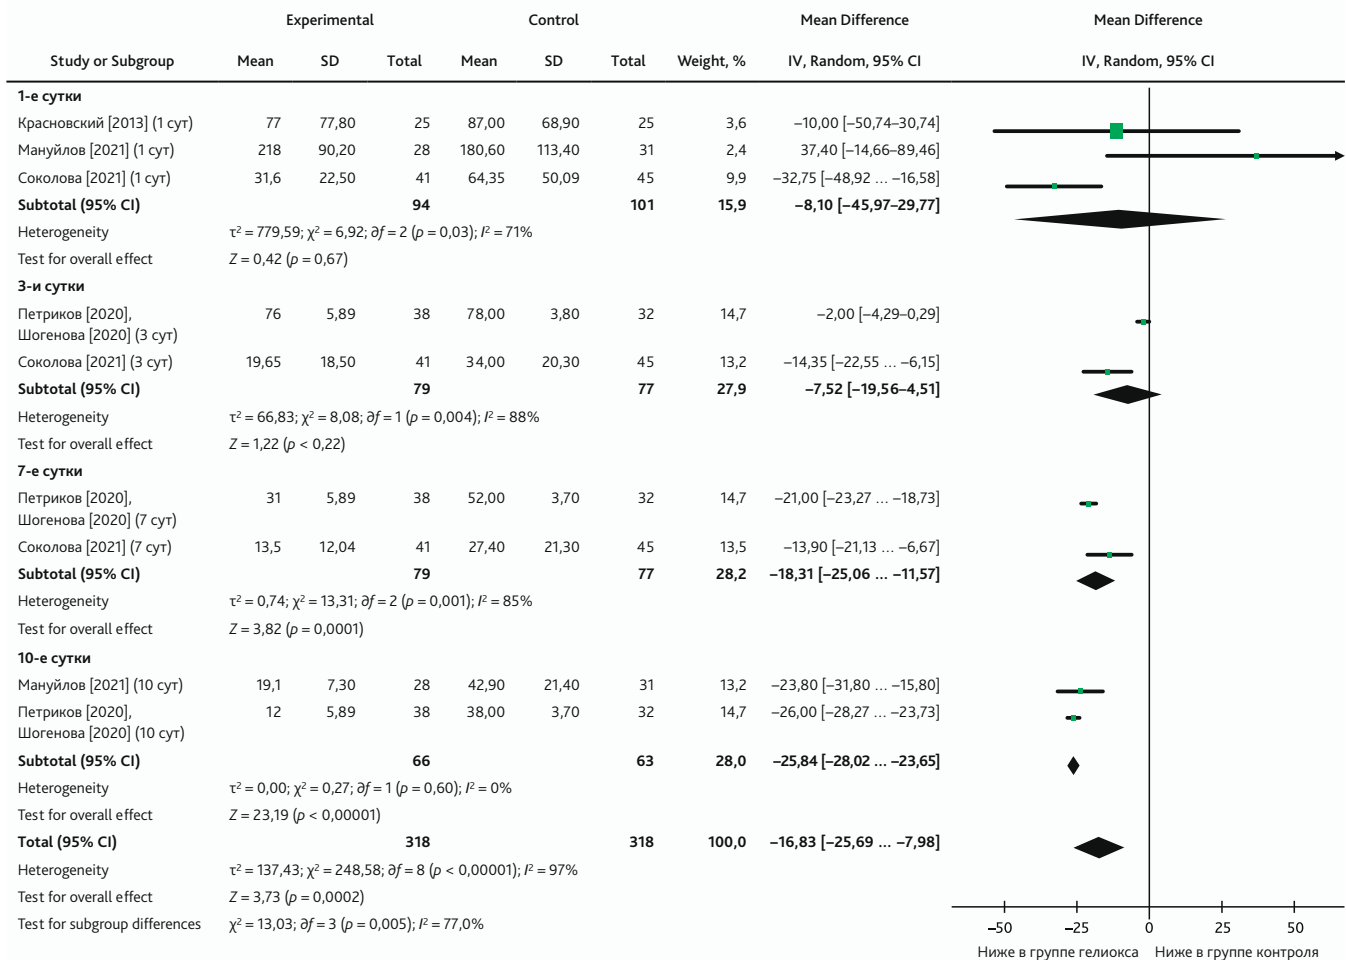 Experimental Control Mean Difference Mean Difference
Study or Subgroup Mean SD Total Mean SD Total Weight, % IV, Random, 95% CI IV, Random, 95% CI
1-е сутки
Красновский [2013] (1 сут) 77 77,80 25 87,00 68,90 25 3,6 −10,00 [−50,74–30,74]
Мануйлов [2021] (1 сут) 218 90,20 28 180,60 113,40 31 2,4 37,40 [−14,66–89,46]
Соколова [2021] (1 сут) 31,6 22,50 41 64,35 50,09 45 9,9 −32,75 [−48,92 … −16,58]
Subtotal (95% CI) 94 101 15,9 −8,10 [−45,97–29,77]
Heterogeneity τ² = 779,59; χ² = 6,92; ∂f = 2 (p = 0,03); I² = 71%
Test for overall effect Z = 0,42 (p = 0,67)
3-и сутки
Петриков [2020], 76 5,89 38 78,00 3,80 32 14,7 −2,00 [−4,29–0,29]
Шогенова [2020] (3 сут)
Соколова [2021] (3 сут) 19,65 18,50 41 34,00 20,30 45 13,2 −14,35 [−22,55 … −6,15]
Subtotal (95% CI) 79 77 27,9 −7,52 [−19,56–4,51]
Heterogeneity τ² = 66,83; χ² = 8,08; ∂f = 1 (p = 0,004); I² = 88%
Test for overall effect Z = 1,22 (p < 0,22)
7-е сутки
Петриков [2020], 31 5,89 38 52,00 3,70 32 14,7 −21,00 [−23,27 … −18,73]
Шогенова [2020] (7 сут)
Соколова [2021] (7 сут) 13,5 12,04 41 27,40 21,30 45 13,5 −13,90 [−21,13 … −6,67]
Subtotal (95% CI) 79 77 28,2 −18,31 [−25,06 … −11,57]
Heterogeneity τ² = 0,74; χ² = 13,31; ∂f = 2 (p = 0,001); I² = 85%
Test for overall effect Z = 3,82 (p = 0,0001)
10-е сутки
Мануйлов [2021] (10 сут) 19,1 7,30 28 42,90 21,40 31 13,2 −23,80 [−31,80 … −15,80]
Петриков [2020], 12 5,89 38 38,00 3,70 32 14,7 −26,00 [−28,27 … −23,73]
Шогенова [2020] (10 сут)
Subtotal (95% CI) 66 63 28,0 −25,84 [−28,02 … −23,65]
Heterogeneity τ² = 0,00; χ² = 0,27; ∂f = 1 (p = 0,60); I² = 0%
Test for overall effect Z = 23,19 (p < 0,00001)
Total (95% CI) 318 318 100,0 −16,83 [−25,69 … −7,98]
Heterogeneity τ² = 137,43; χ² = 248,58; ∂f = 8 (p < 0,00001); I² = 97%
Test for overall effect Z = 3,73 (p = 0,0002)
Test for subgroup differences χ² = 13,03; ∂f = 3 (p = 0,005); I² = 77,0%
−50 −25 0 25 50
Ниже в группе гелиокса Ниже в группе контроля